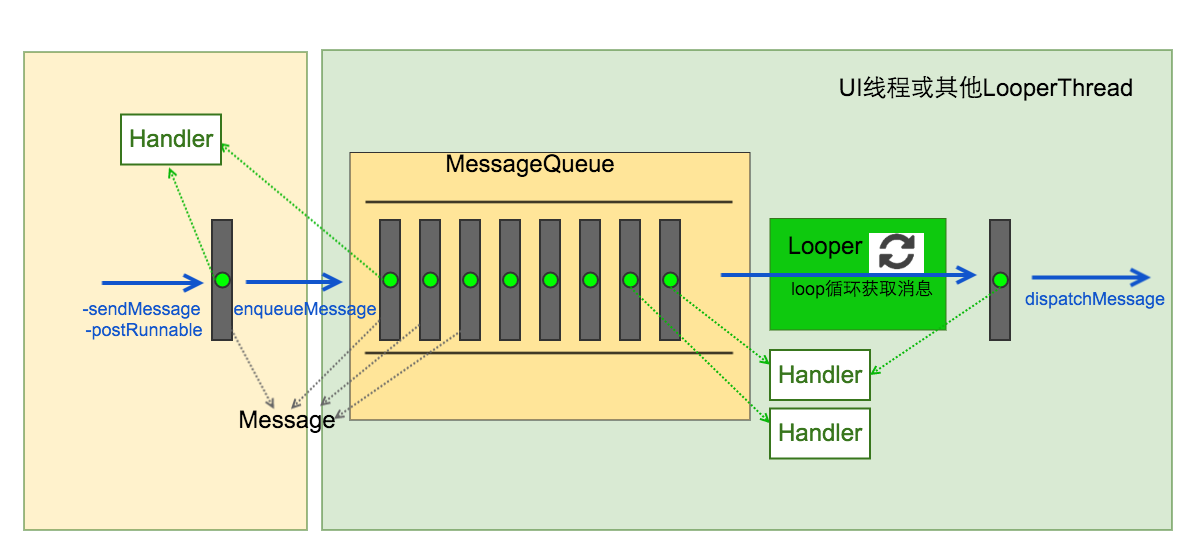 UI线程或其他LooperThread
Handler
MessageQueue
Looper
loop循环获取消息
-sendMessage
-postRunnable
enqueueMessage
dispatchMessage
Handler
Message
Handler